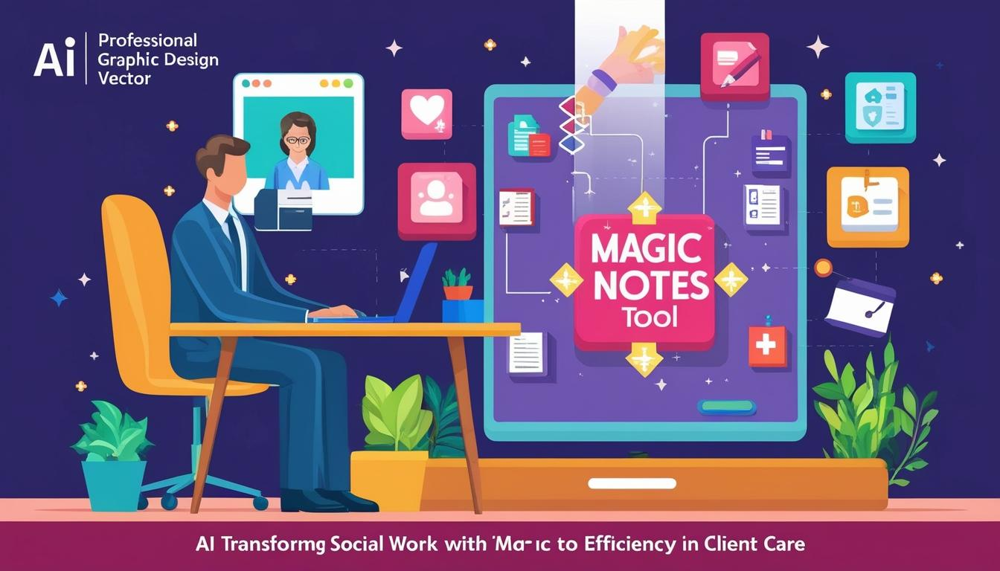 Ai
Professional
Graphic Design
Vector
MAGIC
NOTES
Tool
AI Transformg Social Work with to Efficiency in Client Care